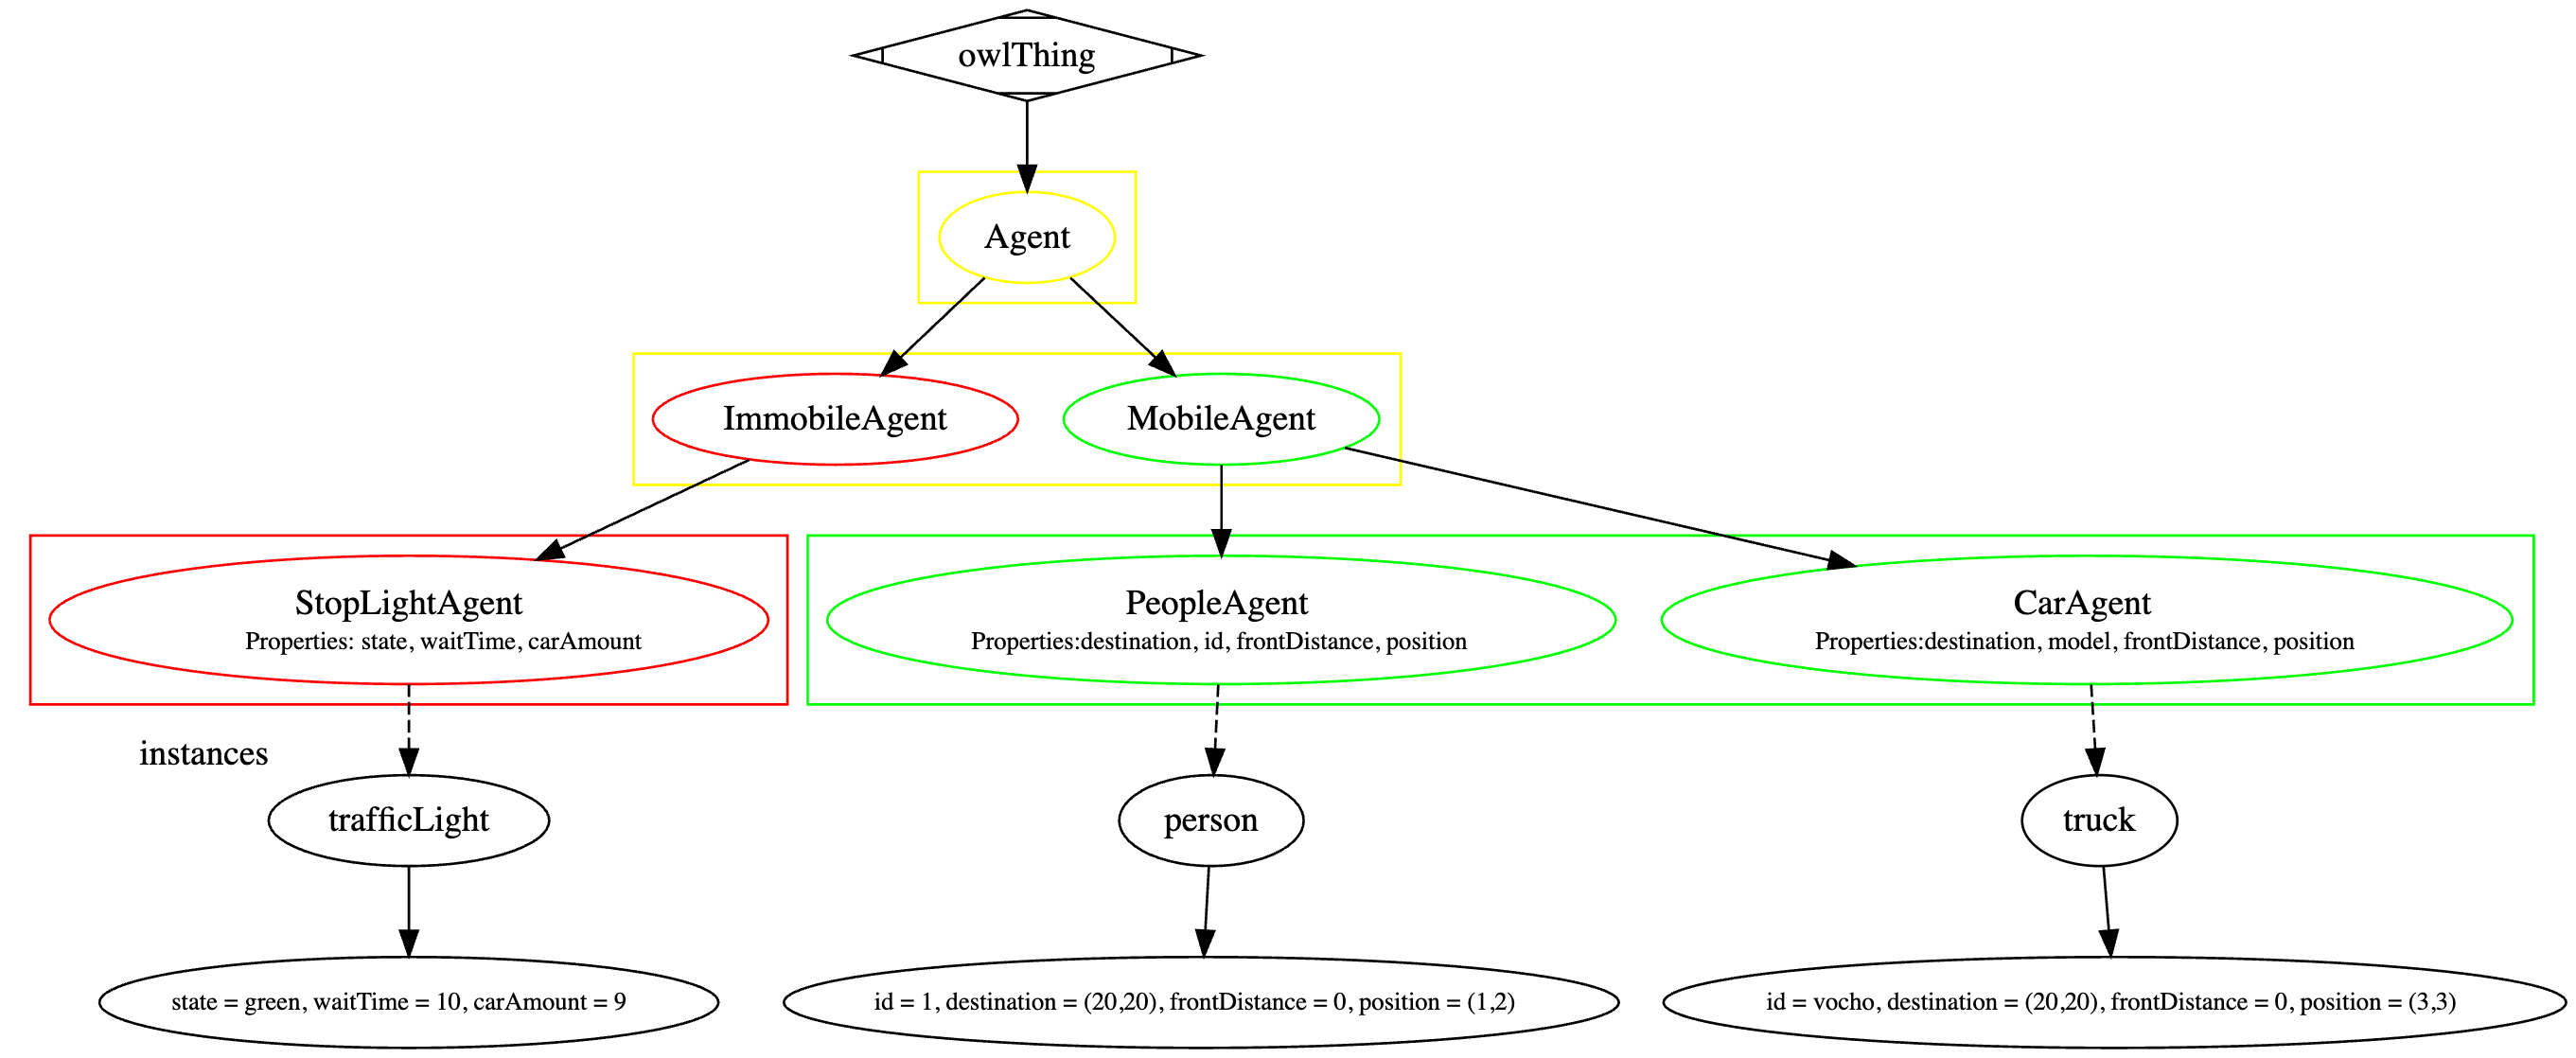 owlThing
Agent
ImmobileAgent
MobileAgent
StopLightAgent
Properties: state, waitTime, carAmount
PeopleAgent
Properties:destination, id, frontDistance, position
CarAgent
Properties:destination, model, frontDistance, position
instances
trafficLight
person
truck
state = green, waitTime = 10, carAmount = 9
id = 1, destination = (20,20), frontDistance = 0, position = (1,2)
id = vocho, destination = (20,20), frontDistance = 0, position = (3,3)